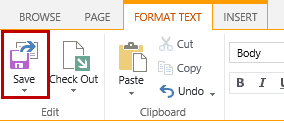 BROWSE PAGE FORMAT TEXT INSERT
Save
Check Out
Paste
Cut
Copy
Undo
Body
B I U
Edit
Clipboard